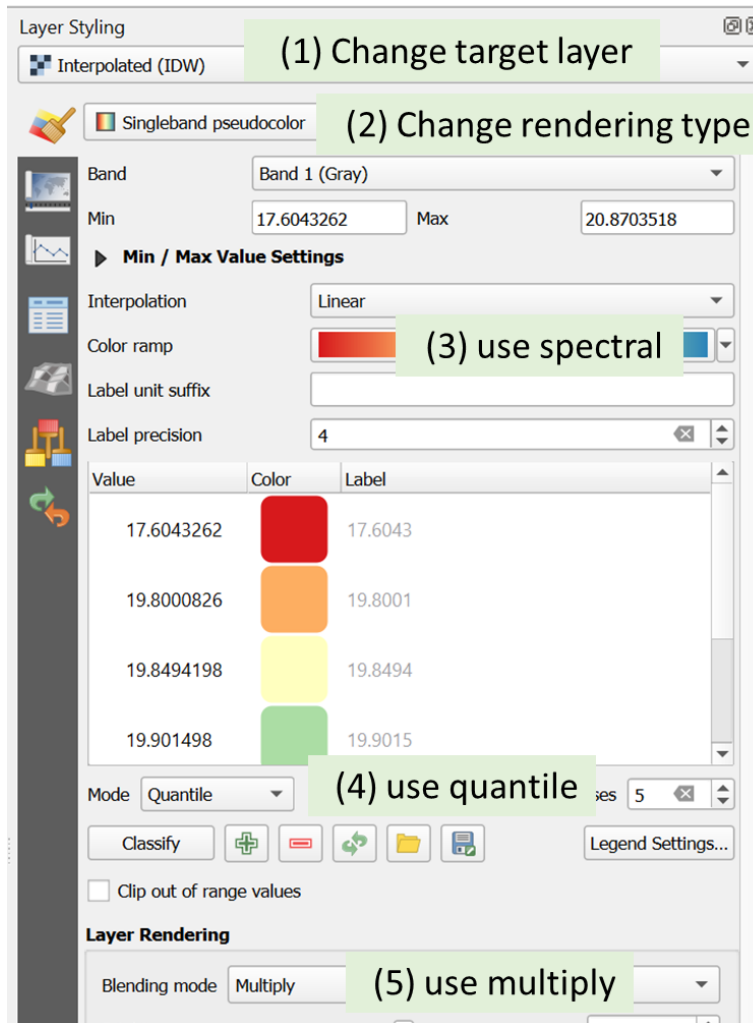 Layer Styling
Interpolated (IDW)
(1) Change target layer
Singleband pseudocolor
(2) Change rendering type
Band Band 1 (Gray)
Min 17.6043262 Max 20.8703518
Min / Max Value Settings
Interpolation Linear
Color ramp (3) use spectral
Label unit suffix
Label precision 4
Value Color Label
17.6043262 17.6043
19.8000826 19.8001
19.8494198 19.8494
19.901498 19.9015
Mode Quantile (4) use quantile 5
Classify Legend Settings...
Clip out of range values
Layer Rendering
Blending mode Multiply (5) use multiply